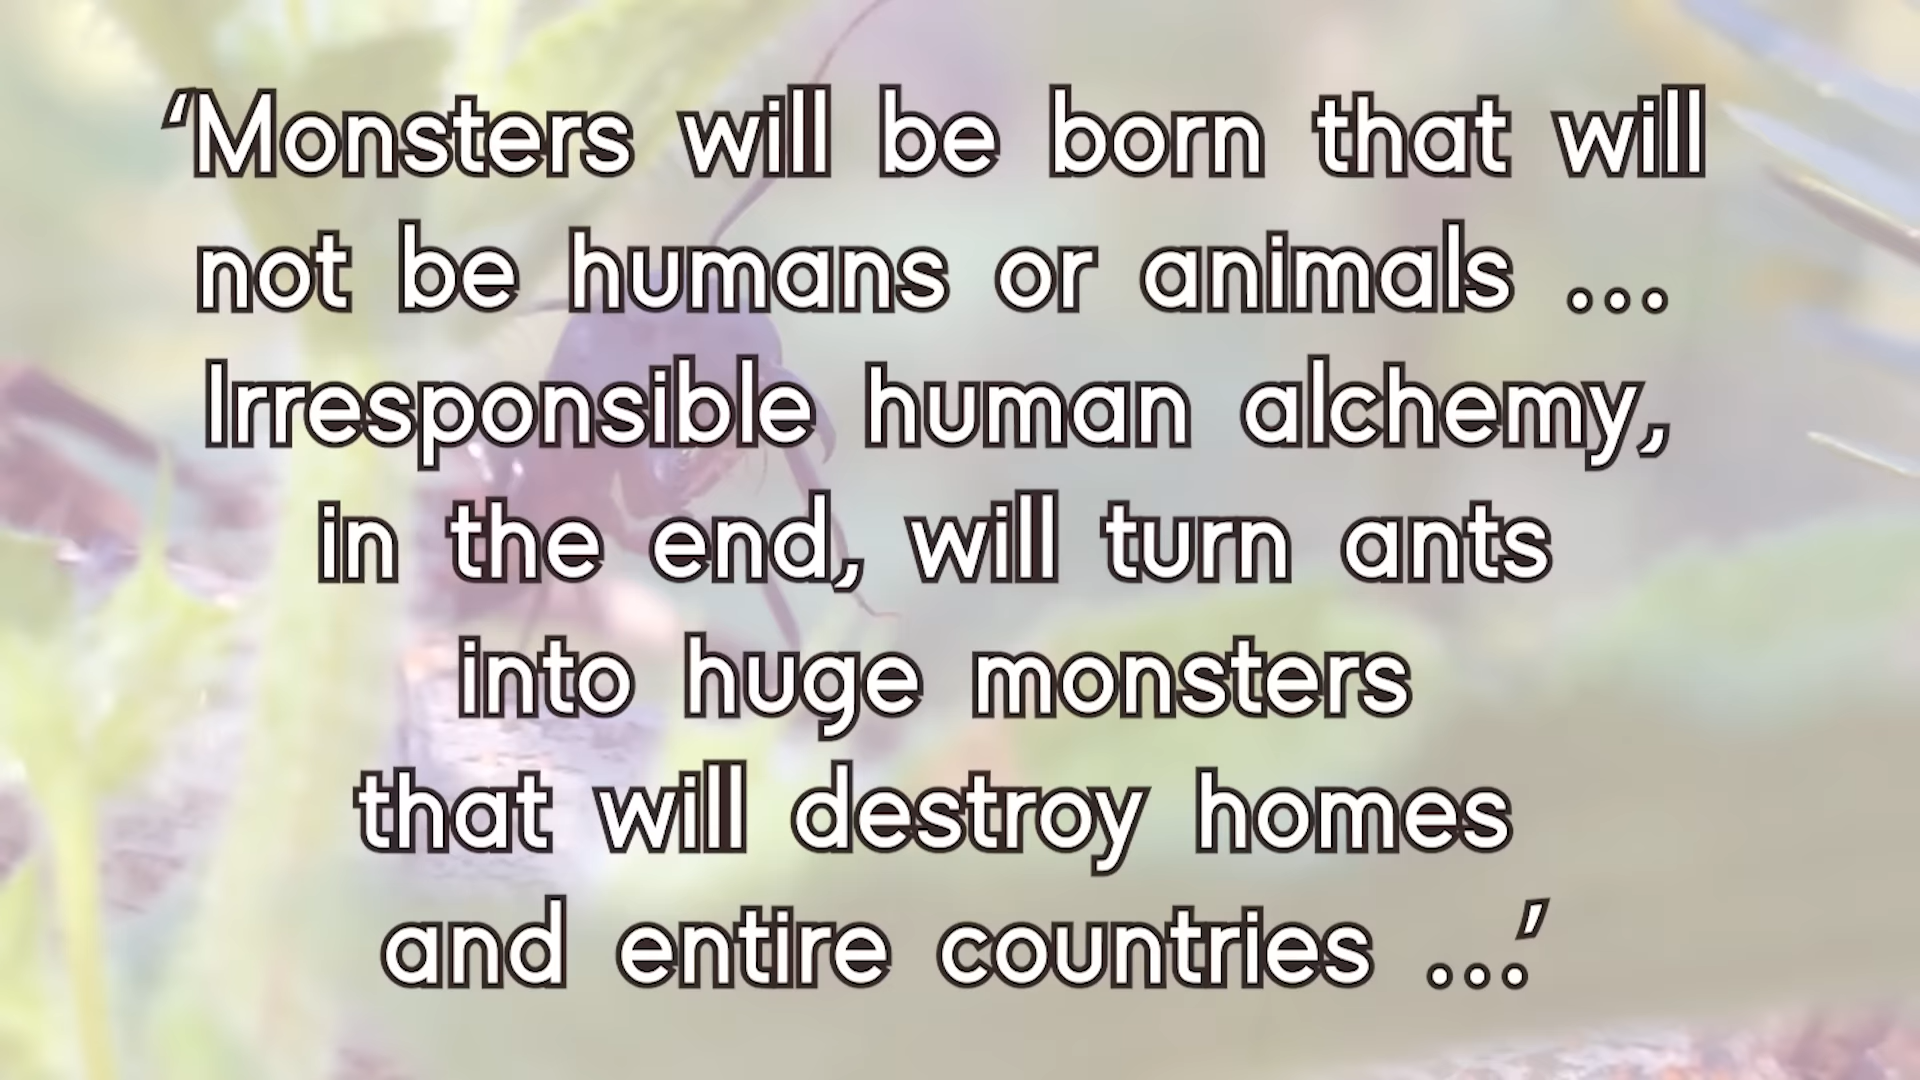 ‘Monsters will be born that will
not be humans or animals ...
Irresponsible human alchemy,
in the end, will turn ants
into huge monsters
that will destroy homes
and entire countries ...’